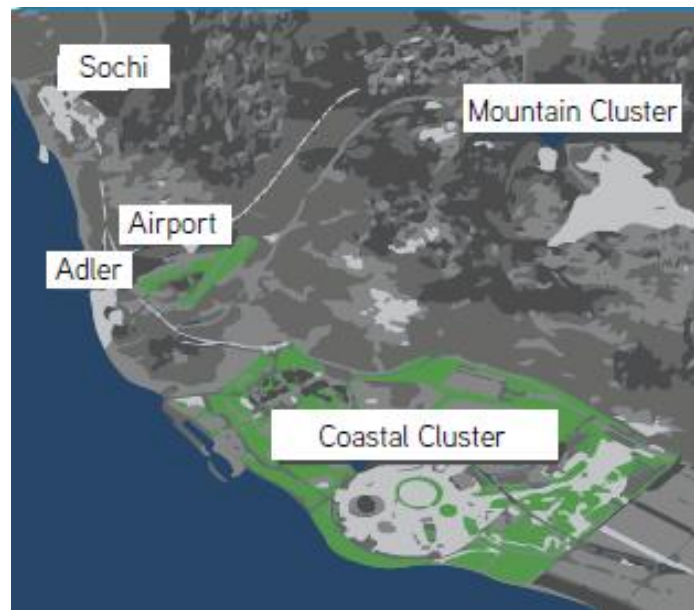 Sochi
Mountain Cluster
Airport
Adler
Coastal Cluster